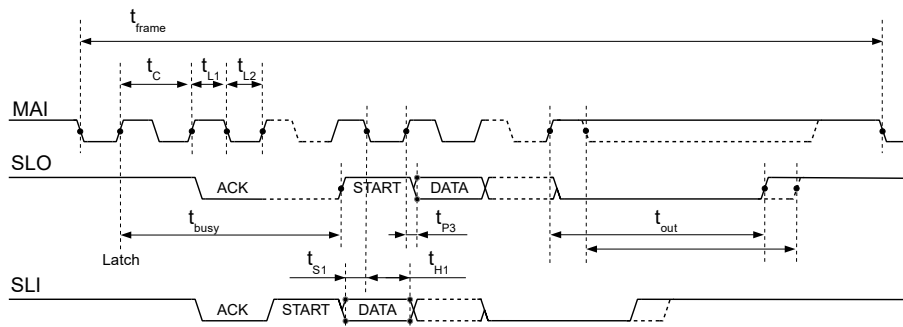 t_frame
t_C t_L1 t_L2
MAI
SLO
ACK START DATA
t_busy t_P3 t_out
Latch
t_S1 t_H1
SLI
ACK START DATA